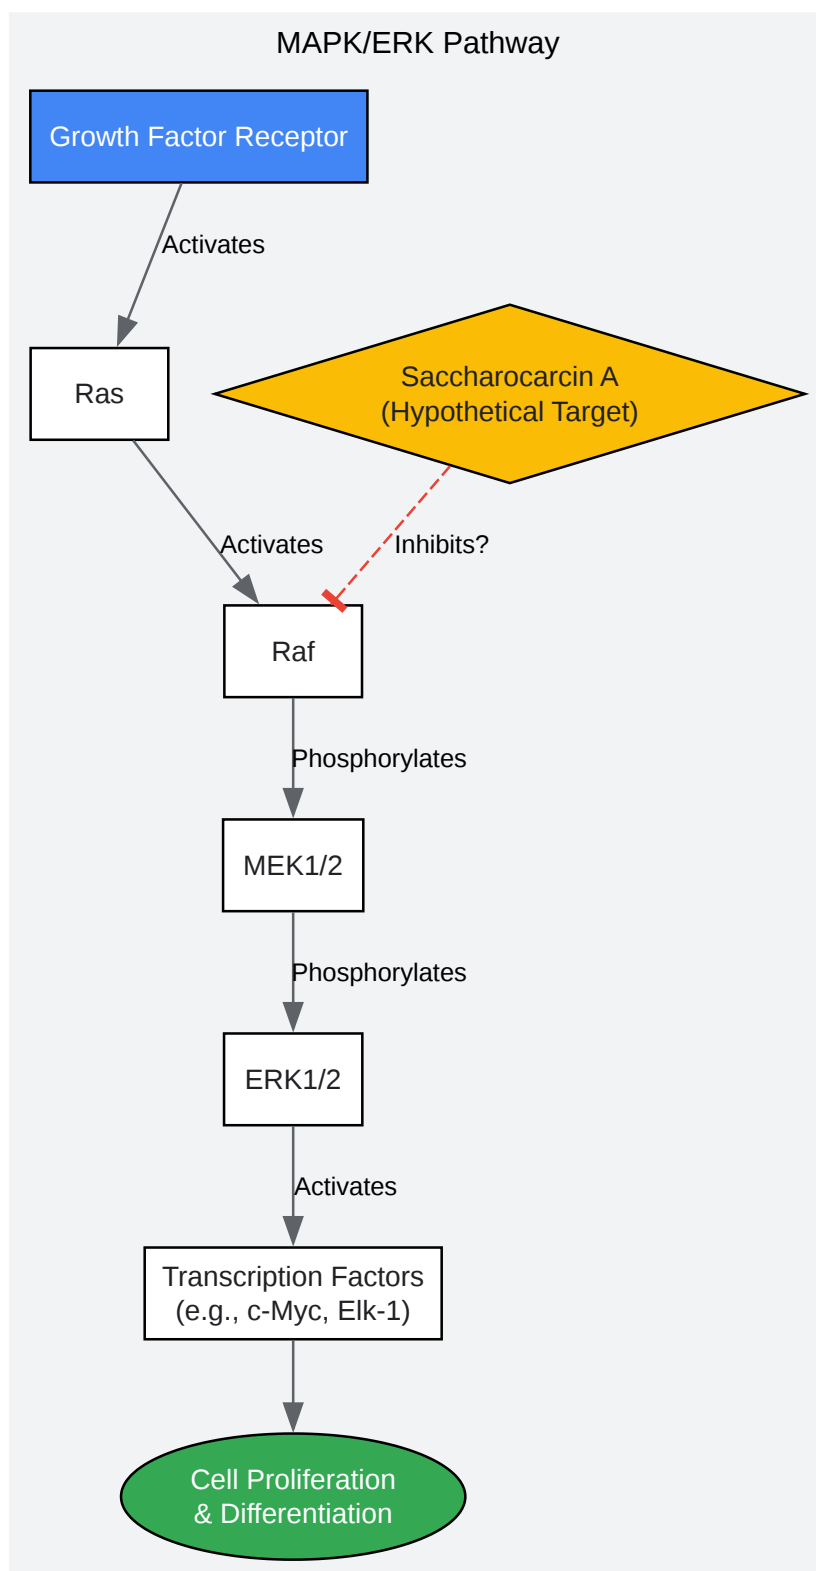 MAPK/ERK Pathway
Growth Factor Receptor
Activates
Ras
Saccharocarcin A
(Hypothetical Target)
Activates
Inhibits?
Raf
Phosphorylates
MEK1/2
Phosphorylates
ERK1/2
Activates
Transcription Factors
(e.g., c-Myc, Elk-1)
Cell Proliferation
& Differentiation